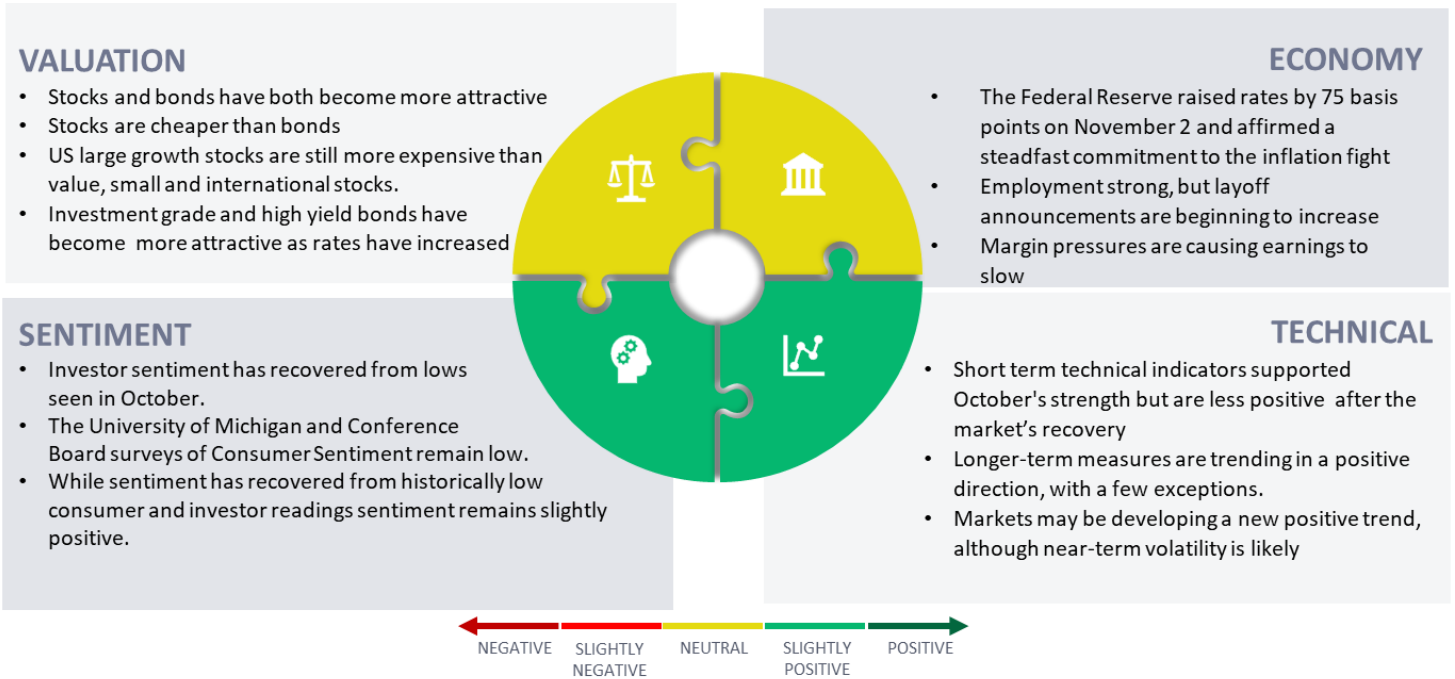 VALUATION
• Stocks and bonds have both become more attractive
• Stocks are cheaper than bonds
• US large growth stocks are still more expensive than
value, small and international stocks.
• Investment grade and high yield bonds have
become more attractive as rates have increased
ECONOMY
• The Federal Reserve raised rates by 75 basis
points on November 2 and affirmed a
steadfast commitment to the inflation fight
• Employment strong, but layoff
announcements are beginning to increase
• Margin pressures are causing earnings to
slow
SENTIMENT
• Investor sentiment has recovered from lows
seen in October.
• The University of Michigan and Conference
Board surveys of Consumer Sentiment remain low.
• While sentiment has recovered from historically low
consumer and investor readings sentiment remains slightly
positive.
TECHNICAL
• Short term technical indicators supported
October's strength but are less positive after the
market’s recovery
• Longer-term measures are trending in a positive
direction, with a few exceptions.
• Markets may be developing a new positive trend,
although near-term volatility is likely
NEGATIVE
SLIGHTLY
NEGATIVE
NEUTRAL
SLIGHTLY
POSITIVE
POSITIVE